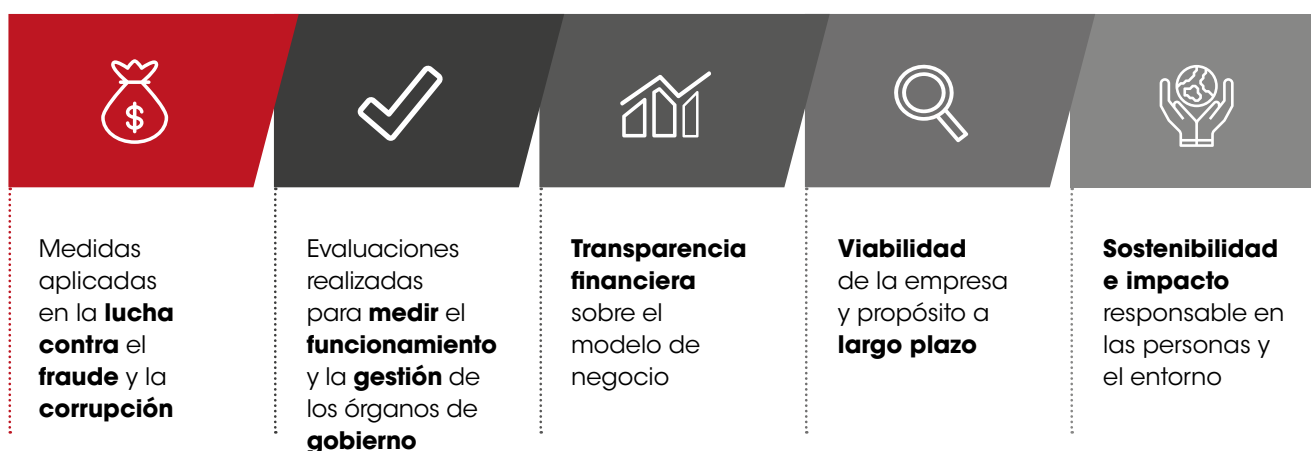 $
Medidas
aplicadas
en la lucha
contra el
fraude y la
corrupción
Evaluaciones
realizadas
para medir el
funcionamiento
y la gestión de
los órganos de
gobierno
Transparencia
financiera
sobre el
modelo de
negocio
Viabilidad
de la empresa
y propósito a
largo plazo
Sostenibilidad
e impacto
responsable en
las personas y
el entorno